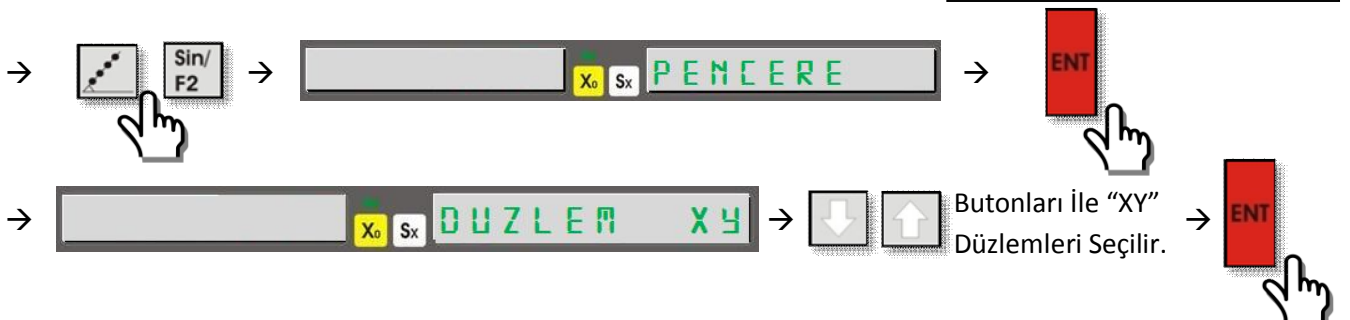 → Sin/ F2 → X₀ Sx PENCERE → ENT
→ X₀ Sx DUZLEM XY → Butonları İle “XY” → ENT
Düzlemleri Seçilir.